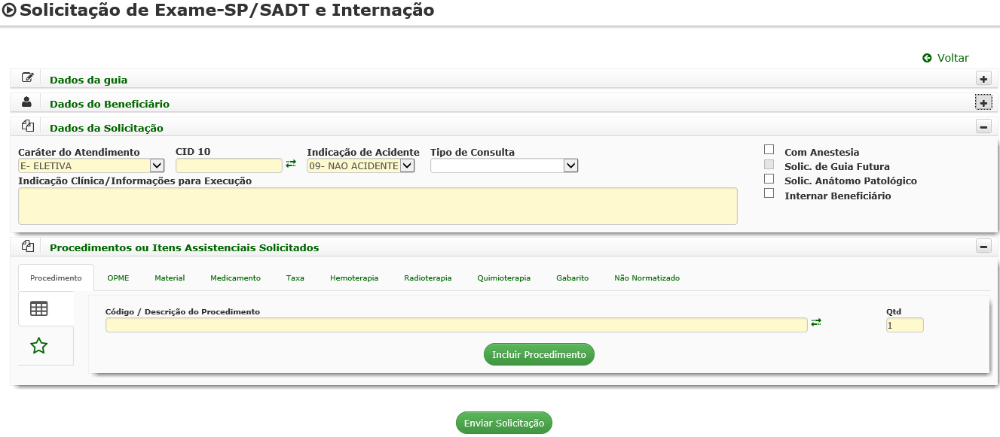 Solicitação de Exame-SP/SADT e Internação
Voltar
Dados da guia
Dados do Beneficiário
Dados da Solicitação
Caráter do Atendimento CID 10 Indicação de Acidente Tipo de Consulta
E- ELETIVA 09- NAO ACIDENTE
Indicação Clínica/Informações para Execução
Com Anestesia
Solic. de Guia Futura
Solic. Anátomo Patológico
Internar Beneficiário
Procedimentos ou Itens Assistenciais Solicitados
Procedimento OPME Material Medicamento Taxa Hemoterapia Radioterapia Quimioterapia Gabarito Não Normatizado
Código / Descrição do Procedimento Qtd
1
Incluir Procedimento
Enviar Solicitação